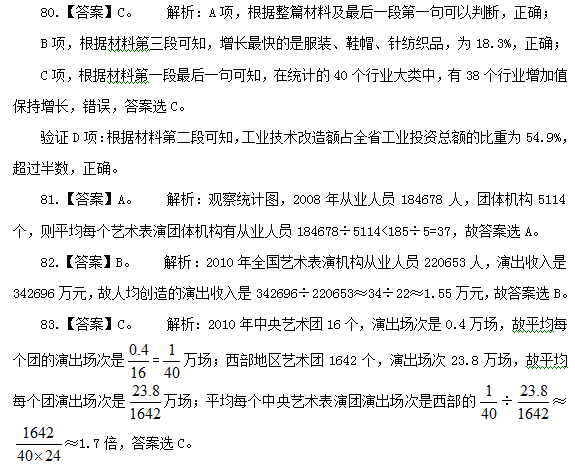 80.【答案】C。 解析：A项，根据整篇材料及最后一段第一句可以判断，正确；
B项，根据材料第三段可知，增长最快的是服装、鞋帽、针纺织品，为18.3%，正确；
C项，根据材料第一段最后一句可知，在统计的40个行业大类中，有38个行业增加值
保持增长，错误，答案选C。
验证D项：根据材料第二段可知，工业技术改造额占全省工业投资总额的比重为54.9%，
超过半数，正确。
81.【答案】A。 解析：观察统计图，2008年从业人员184678人，团体机构5114
个，则平均每个艺术表演团体机构有从业人员184678÷5114<185÷5=37，故答案选A。
82.【答案】B。 解析：2010年全国艺术表演机构从业人员220653人，演出收入是
342696万元，故人均创造的演出收入是342696÷220653≈34÷22≈1.55万元，故答案选B。
83.【答案】C。 解析：2010年中央艺术团16个，演出场次是0.4万场，故平均每
个团的演出场次是0.4/16=1/40万场；西部地区艺术团1642个，演出场次23.8万场，故平均
每个团演出场次是23.8/1642万场；平均每个中央艺术表演团演出场次是西部的1/40÷23.8/1642≈
1642/40×24≈1.7倍，答案选C。